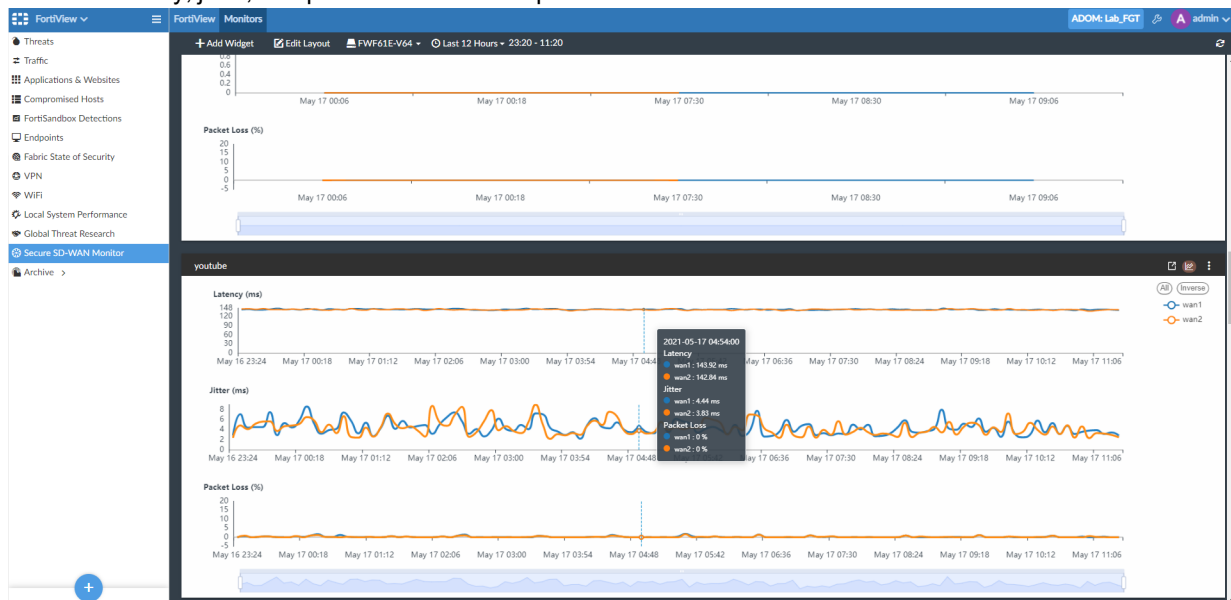 FortiView
FortiView Monitors
ADOM: Lab_FGT
A admin
Threats
Traffic
Applications & Websites
Compromised Hosts
FortiSandbox Detections
Endpoints
Fabric State of Security
VPN
WiFi
Local System Performance
Global Threat Research
Secure SD-WAN Monitor
Archive >
+
+ Add Widget Edit Layout FWF61E-V64 Last 12 Hours 23:20 - 11:20
0.8
0.6
0.4
0.2
0
May 17 00:06 May 17 00:18 May 17 07:30 May 17 08:30 May 17 09:06
Packet Loss (%)
20
15
10
5
0
-5
May 17 00:06 May 17 00:18 May 17 07:30 May 17 08:30 May 17 09:06
youtube
All Inverse
wan1
wan2
Latency (ms)
148
120
90
60
30
0
May 16 23:24 May 17 00:18 May 17 01:12 May 17 02:06 May 17 03:00 May 17 03:54 May 17 04:4 May 17 06:36 May 17 07:30 May 17 08:24 May 17 09:18 May 17 10:12 May 17 11:06
2021-05-17 04:54:00
Latency
wan1 : 143.92 ms
wan2 : 142.84 ms
Jitter
wan1 : 4.44 ms
wan2 : 3.83 ms
Packet Loss
wan1 : 0 %
wan2 : 0 %
Jitter (ms)
8
6
4
2
0
May 16 23:24 May 17 00:18 May 17 01:12 May 17 02:06 May 17 03:00 May 17 03:54 May 17 04:48 May 17 06:36 May 17 07:30 May 17 08:24 May 17 09:18 May 17 10:12 May 17 11:06
Packet Loss (%)
20
15
10
5
0
-5
May 16 23:24 May 17 00:18 May 17 01:12 May 17 02:06 May 17 03:00 May 17 03:54 May 17 04:48 May 17 05:42 May 17 06:36 May 17 07:30 May 17 08:24 May 17 09:18 May 17 10:12 May 17 11:06